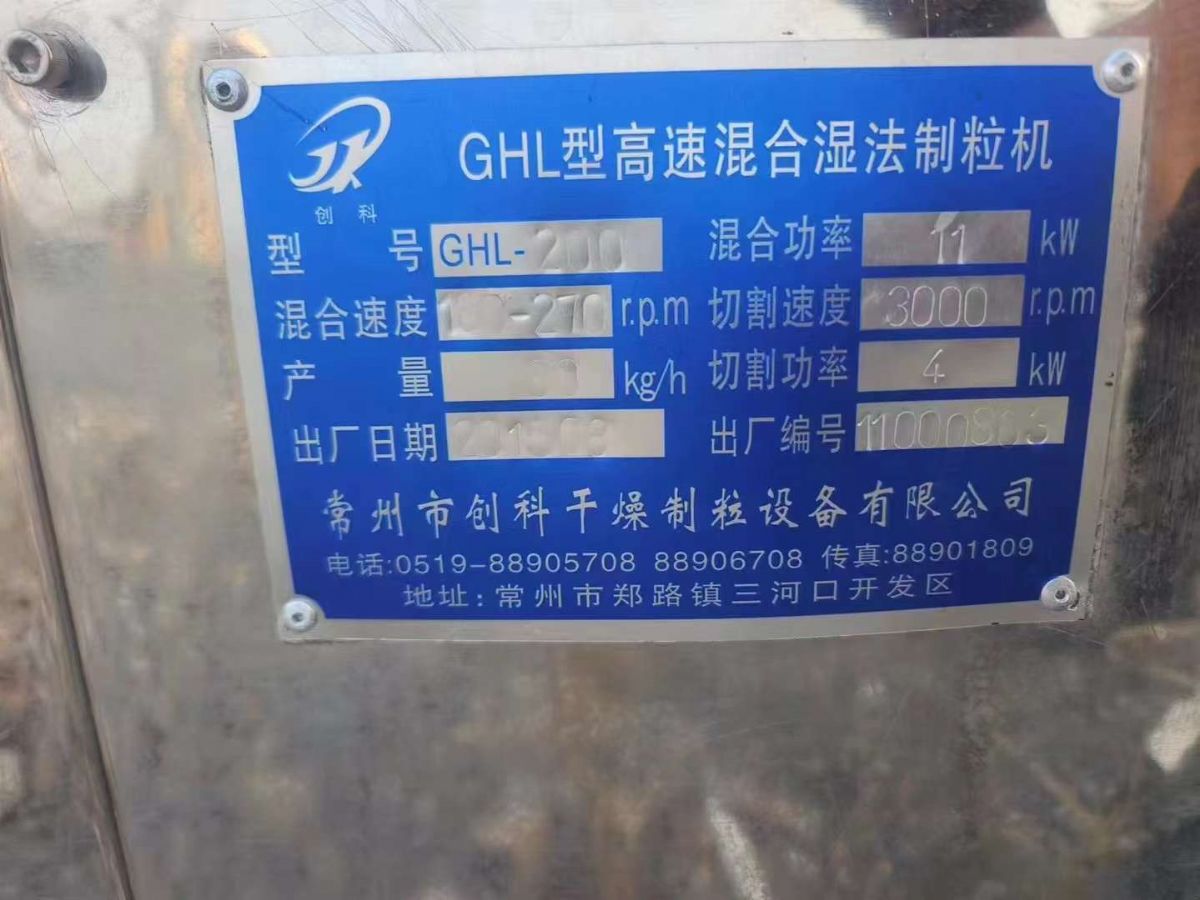 创科
GHL型高速混合湿法制粒机
型号 GHL-200 混合功率 11 kW
混合速度 -270 r.p.m 切割速度 3000 r.p.m
产量 kg/h 切割功率 4 kW
出厂日期 出厂编号
常州市创科干燥制粒设备有限公司
电话:0519-88905708 88906708 传真:88901809
地址:常州市郑路镇三河口开发区